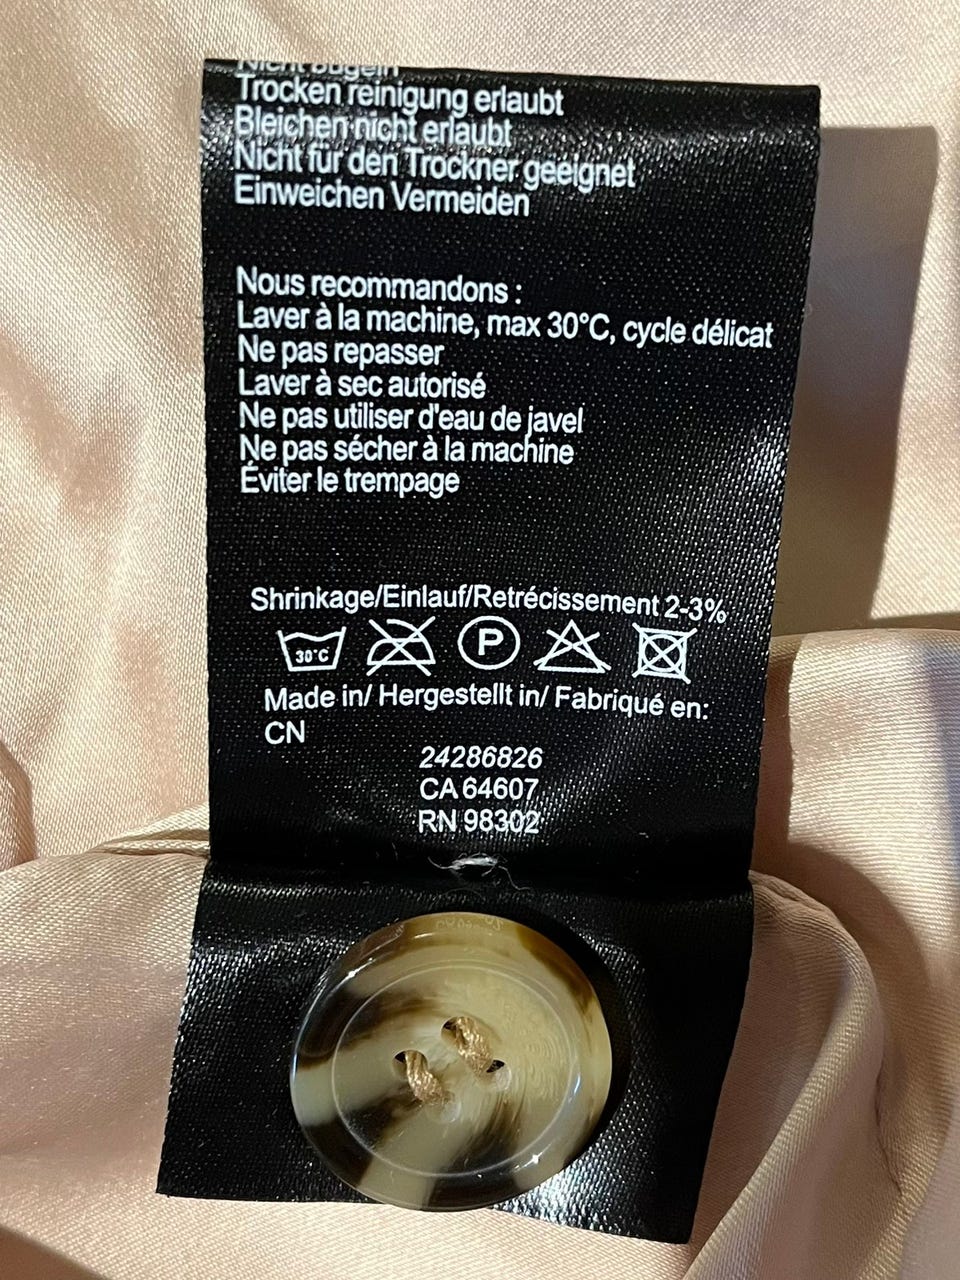 Nicht bügeln
Trocken reinigung erlaubt
Bleichen nicht erlaubt
Nicht für den Trockner geeignet
Einweichen Vermeiden
Nous recommandons :
Laver à la machine, max 30°C, cycle délicat
Ne pas repasser
Laver à sec autorisé
Ne pas utiliser d'eau de javel
Ne pas sécher à la machine
Éviter le trempage
Shrinkage/Einlauf/Retrécissement 2-3%
30°C P
Made in/ Hergestellt in/ Fabriqué en:
CN
24286826
CA 64607
RN 98302